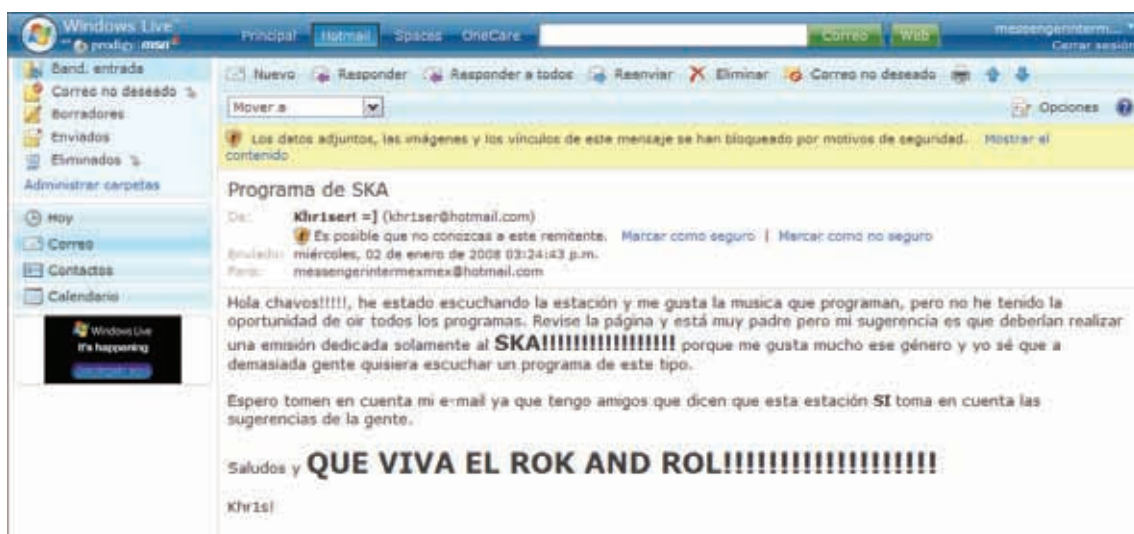 Windows Live™
prodigy msn
Principal Hotmail Spaces OneCare Correo Web messengerinterm...
Cerrar sesión
Band. entrada
Correo no deseado
Borradores
Enviados
Eliminados
Administrar carpetas
Hoy
Correo
Contactos
Calendario
Windows Live
It's happening
Nuevo Responder Responder a todos Reenviar Eliminar Correo no deseado
Mover a Opciones
Los datos adjuntos, las imágenes y los vínculos de este mensaje se han bloqueado por motivos de seguridad. Mostrar el
contenido
Programa de SKA
De: Khr1ser! =] (khr1ser@hotmail.com)
Es posible que no conozcas a este remitente. Marcar como seguro | Marcar como no seguro
Enviado: miércoles, 02 de enero de 2008 03:24:43 p.m.
Para: messengerintermexmex@hotmail.com
Hola chavos!!!!!, he estado escuchando la estación y me gusta la musica que programan, pero no he tenido la
oportunidad de oir todos los programas. Revise la página y está muy padre pero mi sugerencia es que deberían realizar
una emisión dedicada solamente al SKA!!!!!!!!!!!!!!!!! porque me gusta mucho ese género y yo sé que a
demasiada gente quisiera escuchar un programa de este tipo.
Espero tomen en cuenta mi e-mail ya que tengo amigos que dicen que esta estación SI toma en cuenta las
sugerencias de la gente.
Saludos y QUE VIVA EL ROK AND ROL!!!!!!!!!!!!!!!!!!!!
Khr1s!